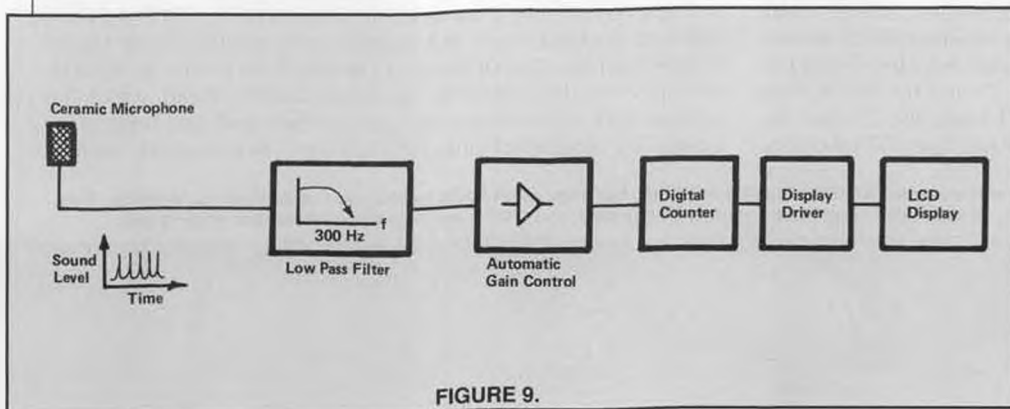 Ceramic Microphone
Sound
Level
Time
f
300 Hz
Low Pass Filter
Automatic
Gain Control
Digital
Counter
Display
Driver
LCD
Display
FIGURE 9.